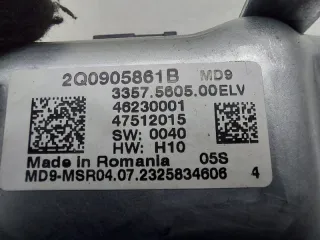 2Q0905861B MD9
3357.5605.00ELV
46230001
47512015
SW: 0040
HW: H10
Made in Romania 05S
MD9-MSR04.07.2325834606 4